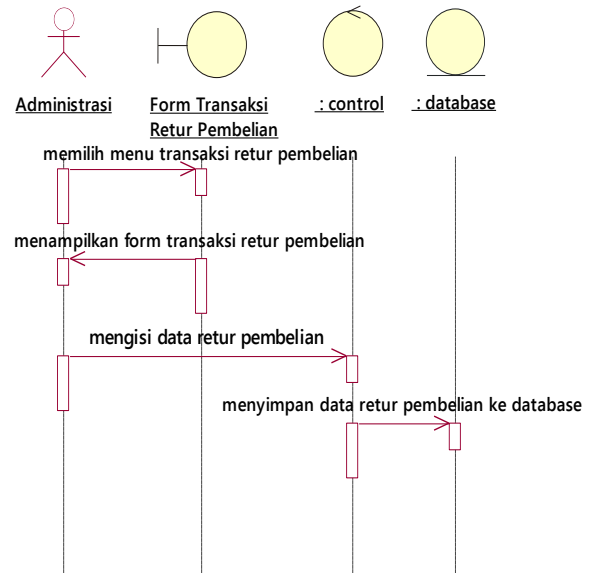 Administrasi
Form Transaksi
Retur Pembelian
: control
: database
memilih menu transaksi retur pembelian
menampilkan form transaksi retur pembelian
mengisi data retur pembelian
menyimpan data retur pembelian ke database